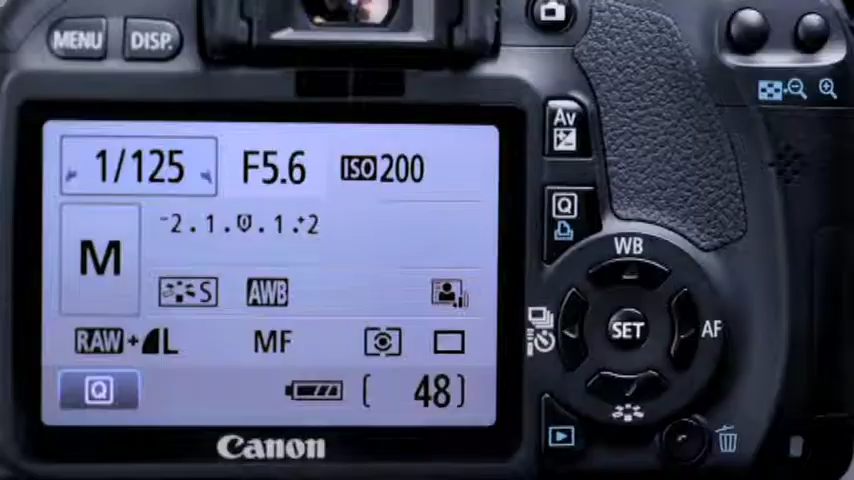 MENU DISP.
1/125 F5.6 ISO200
Av
-2.1.0.1.+2
Q
M
WB
S AWB
SET AF
RAW+L MF
Q [ 48]
Canon